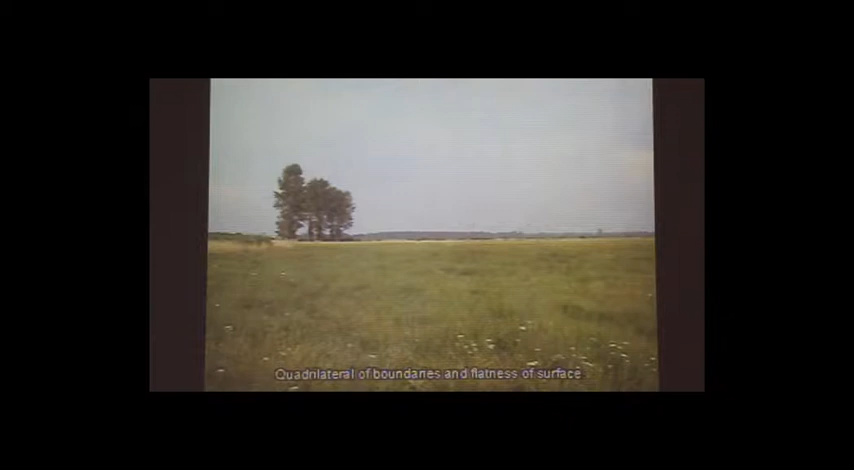 Quadrilateral of boundaries and flatness of surface